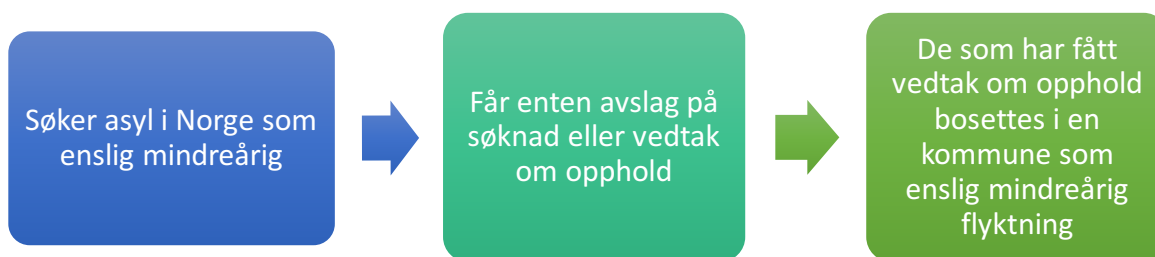 Søker asyl i Norge som
enslig mindreårig
Får enten avslag på
søknad eller vedtak
om opphold
De som har fått
vedtak om opphold
bosettes i en
kommune som
enslig mindreårig
flyktning